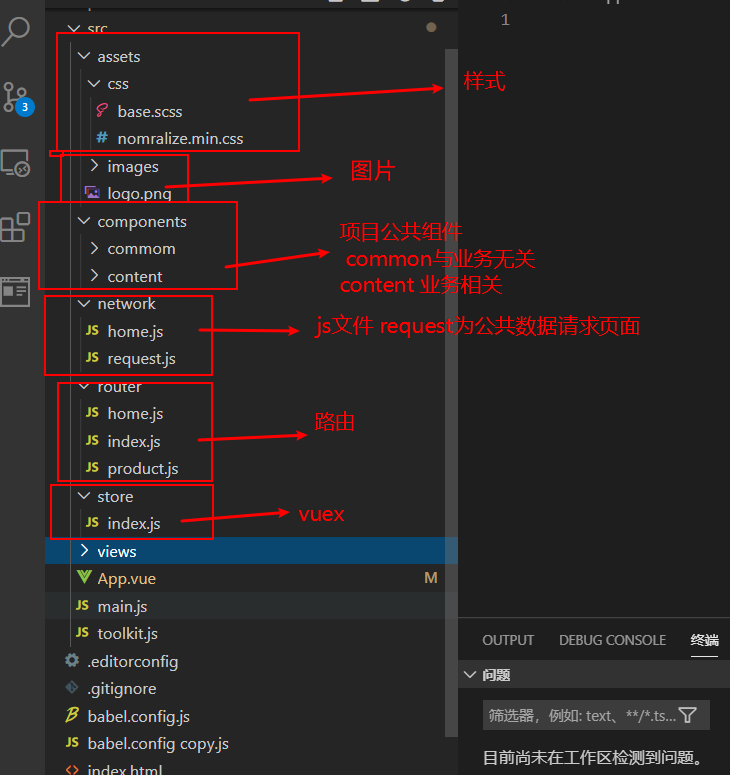 src
1
assets
css
样式
base.scss
nomralize.min.css
3
images
图片
logo.png
components
项目公共组件
commom
common与业务无关
content
content 业务相关
network
home.js
js文件 request为公共数据请求页面
request.js
router
home.js
路由
index.js
product.js
store
vuex
index.js
views
App.vue
M
main.js
toolkit.js
OUTPUT DEBUG CONSOLE 终端
.editorconfig
问题
.gitignore
babel.config.js
筛选器，例如: text、**/*.ts...
babel.config copy.js
目前尚未在工作区检测到问题。
index.html